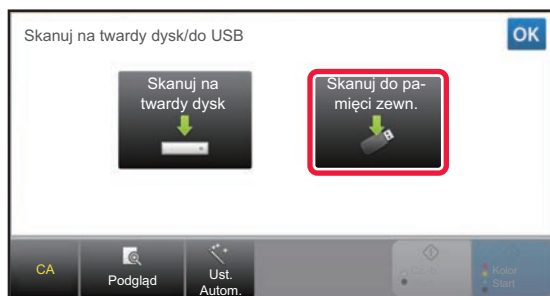 Skanuj na twardy dysk/do USB
OK
Skanuj na
twardy dysk
Skanuj do pa-
mięci zewn.
CA
Podgląd
Ust.
Autom.
Kolor
Start